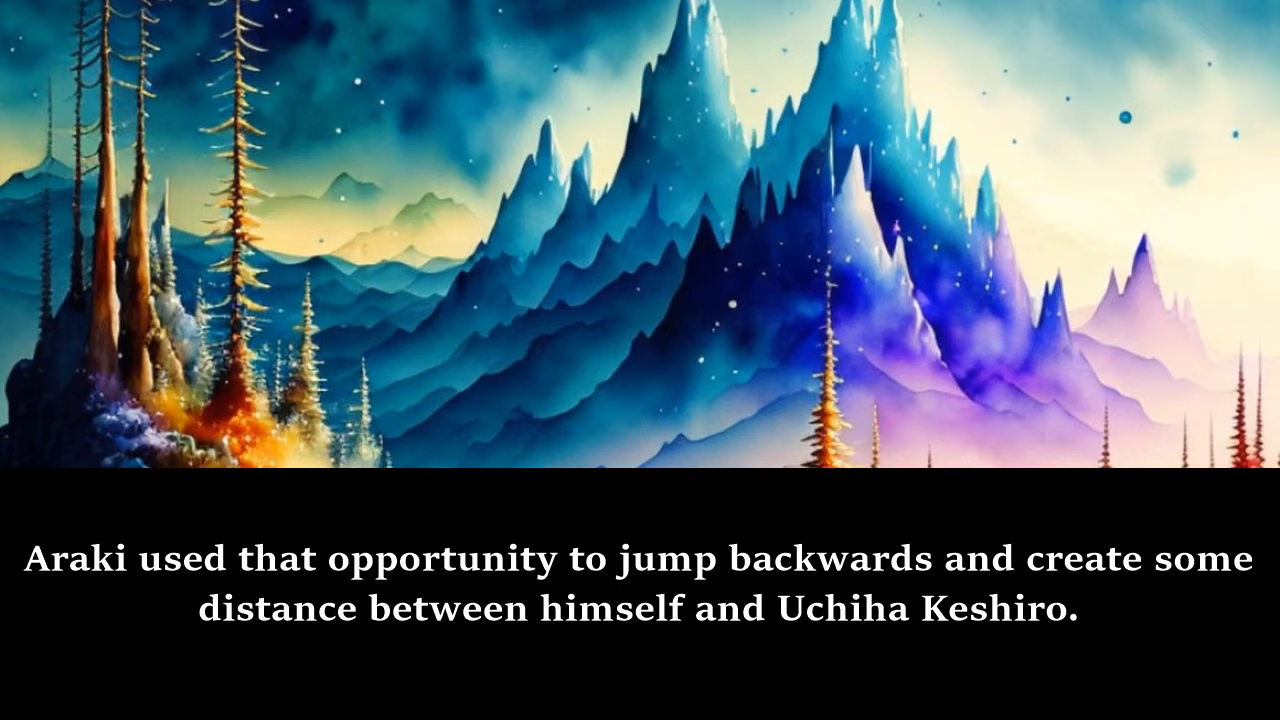 Araki used that opportunity to jump backwards and create some
distance between himself and Uchiha Keshiro.